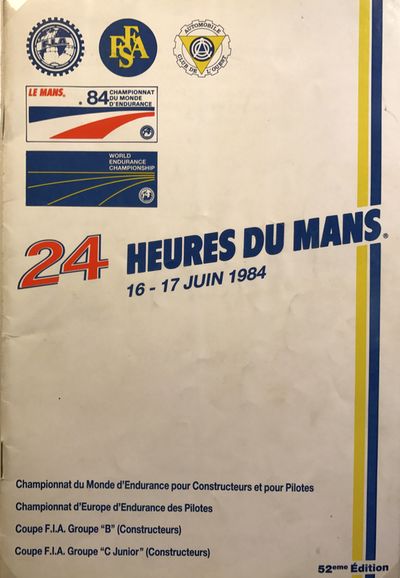 FFSA
AUTOMOBILE
CLUB DE L'OUEST
LE MANS. 84 CHAMPIONNAT
DU MONDE
D'ENDURANCE
WORLD
ENDURANCE
CHAMPIONSHIP
24 HEURES DU MANS®
16 - 17 JUIN 1984
Championnat du Monde d'Endurance pour Constructeurs et pour Pilotes
Championnat d'Europe d'Endurance des Pilotes
Coupe F.I.A. Groupe "B" (Constructeurs)
Coupe F.I.A. Groupe "C Junior" (Constructeurs)
52eme Édition